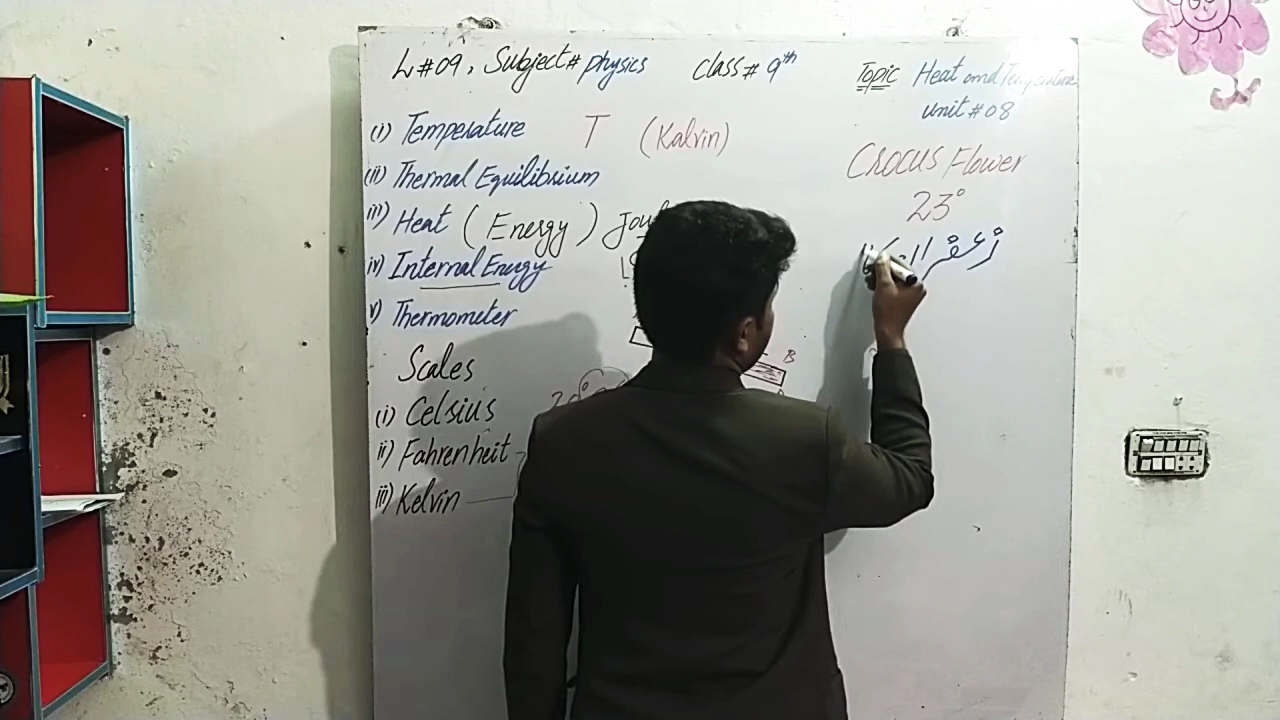 L#09, Subject# physics class# 9th Topic Heat and Temperature
unit #08
(i) Temperature T (Kalvin)
(ii) Thermal Equilibrium
iii) Heat (Energy)
iv) Internal Energy
v) Thermometer
Scales
(i) Celsius
ii) Fahrenheit
iii) Kelvin
B
Crocus Flower
23°